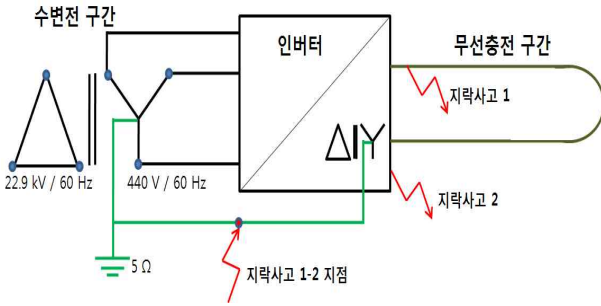 수변전 구간
인버터
무선충전 구간
지락사고 1
22.9 kV / 60 Hz
440 V / 60 Hz
지락사고 2
5 Ω
지락사고 1-2 지점